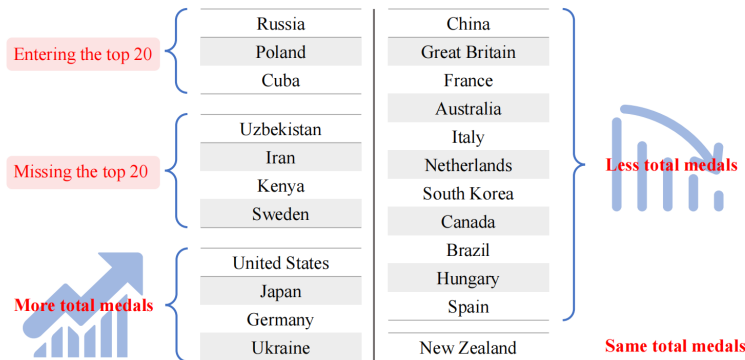 Entering the top 20
Russia
Poland
Cuba
Missing the top 20
Uzbekistan
Iran
Kenya
Sweden
More total medals
United States
Japan
Germany
Ukraine
China
Great Britain
France
Australia
Italy
Netherlands
South Korea
Canada
Brazil
Hungary
Spain
Less total medals
New Zealand
Same total medals